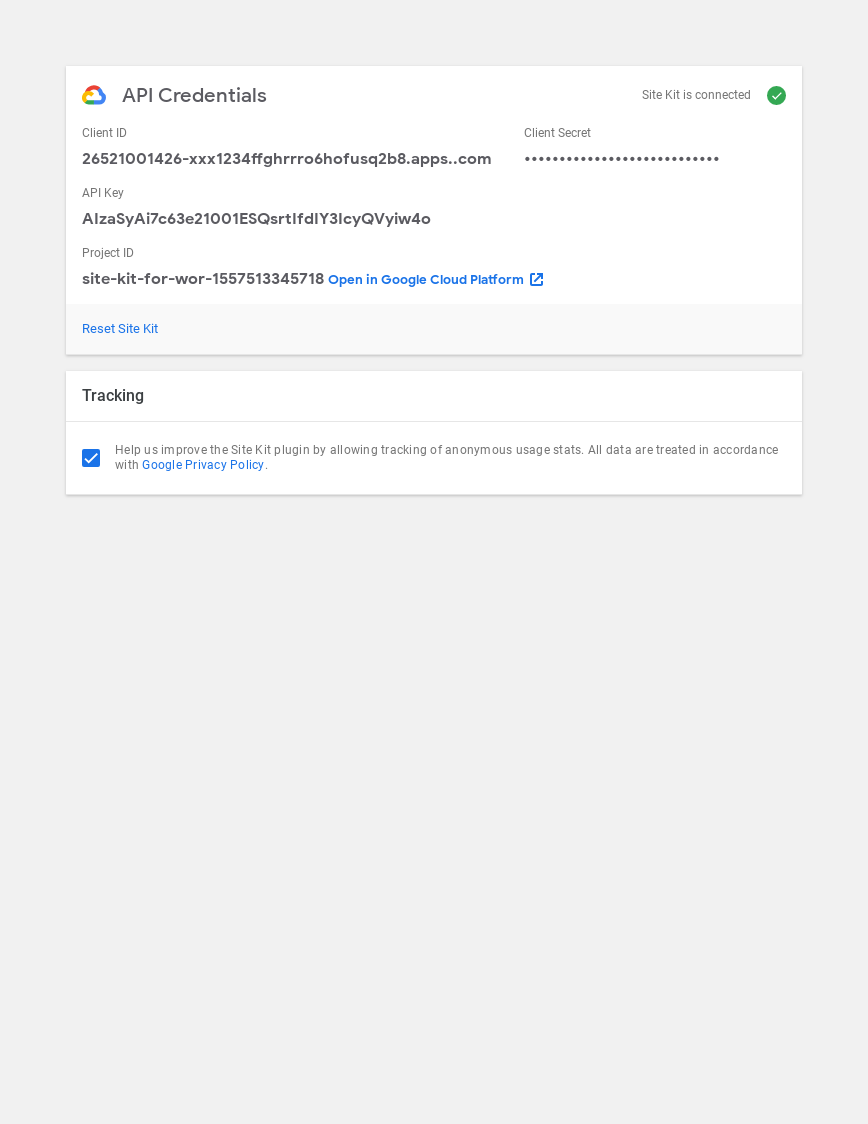 API Credentials
Site Kit is connected
Client ID
Client Secret
26521001426-xxx1234ffghrrro6hofusq2b8.apps..com
••••••••••••••••••••••••••••
API Key
AIzaSyAi7c63e21001ESQsrtIfdIY3IcyQVyiw4o
Project ID
site-kit-for-wor-1557513345718 Open in Google Cloud Platform
Reset Site Kit
Tracking
Help us improve the Site Kit plugin by allowing tracking of anonymous usage stats. All data are treated in accordance
with Google Privacy Policy.